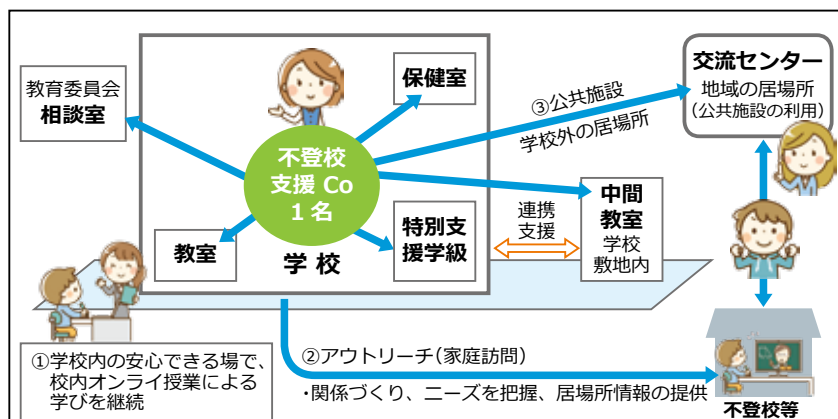 教育委員会
相談室
保健室
不登校
支援 Co
1 名
教室
学 校
特別支
援学級
③公共施設
学校外の居場所
交流センター
地域の居場所
(公共施設の利用)
連携
支援
中間
教室
学校
敷地内
①学校内の安心できる場で、
校内オンライ授業による
学びを継続
②アウトリーチ(家庭訪問)
・関係づくり、ニーズを把握、居場所情報の提供
不登校等